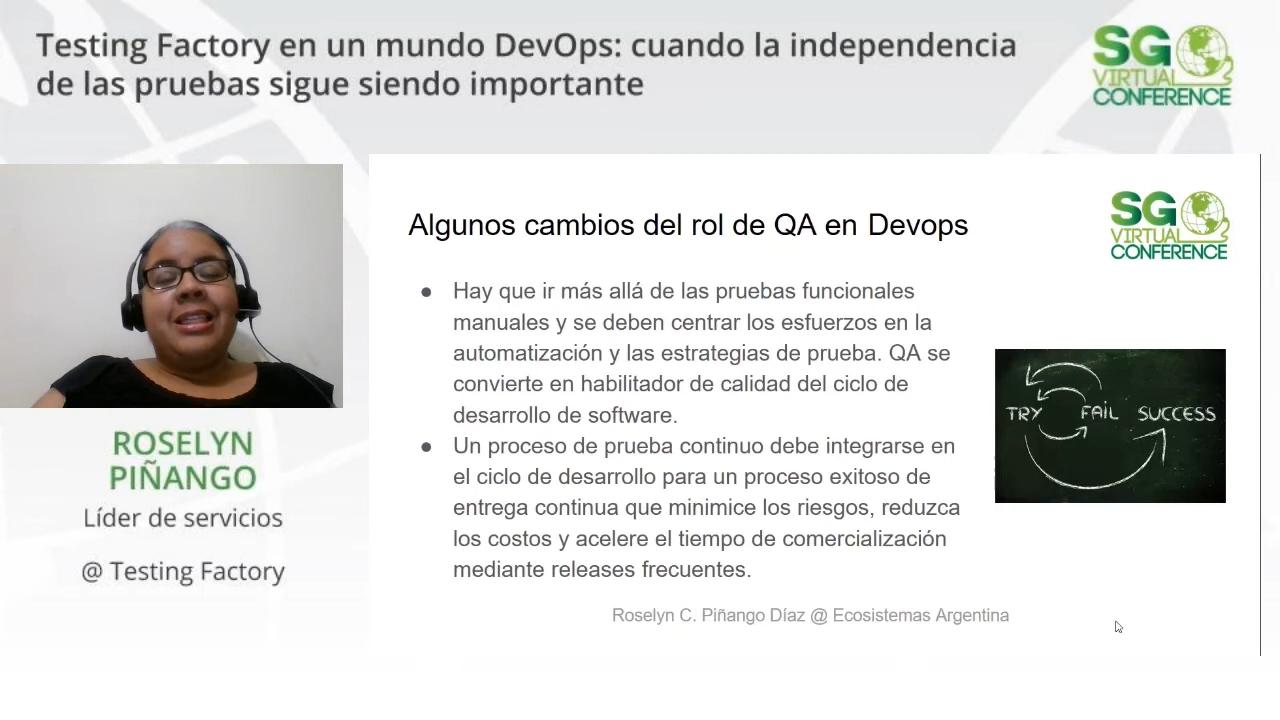 Testing Factory en un mundo DevOps: cuando la independencia
de las pruebas sigue siendo importante
SG
VIRTUAL
CONFERENCE
ROSELYN
PIÑANGO
Líder de servicios
@ Testing Factory
Algunos cambios del rol de QA en Devops
SG
VIRTUAL
CONFERENCE
● Hay que ir más allá de las pruebas funcionales
manuales y se deben centrar los esfuerzos en la
automatización y las estrategias de prueba. QA se
convierte en habilitador de calidad del ciclo de
desarrollo de software.
● Un proceso de prueba continuo debe integrarse en
el ciclo de desarrollo para un proceso exitoso de
entrega continua que minimice los riesgos, reduzca
los costos y acelere el tiempo de comercialización
mediante releases frecuentes.
TRY FAIL SUCCESS
Roselyn C. Piñango Díaz @ Ecosistemas Argentina